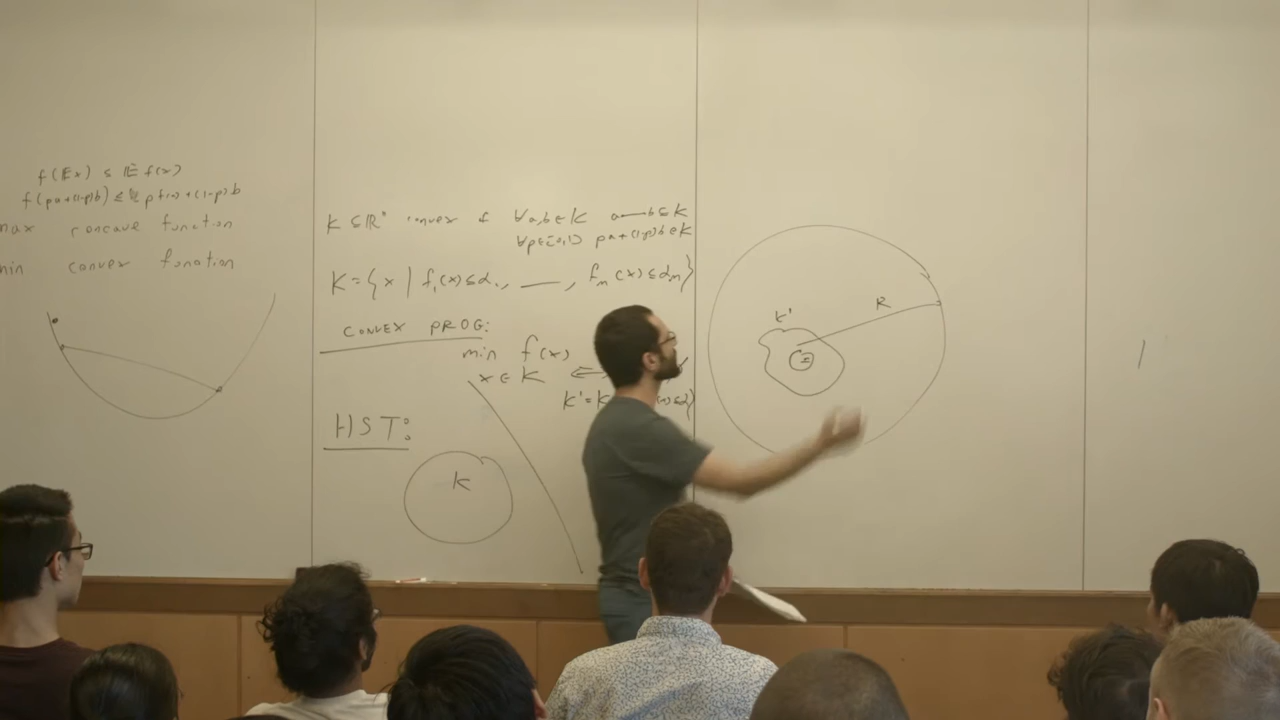 f(𝔼x) ≤ 𝔼 f(x)
f(pa+(1-p)b) ≤ p f(a)+(1-p)b
max concave function
min convex function
K ⊆ ℝⁿ convex if ∀a,b∈K a—b⊆K
∀p∈[0,1] pa+(1-p)b∈K
K={x | f₁(x)≤α₁, ——, fₘ(x)≤αₘ}
CONVEX PROG:
min f(x)
x∈K
K'=K
HST:
K
K'
R